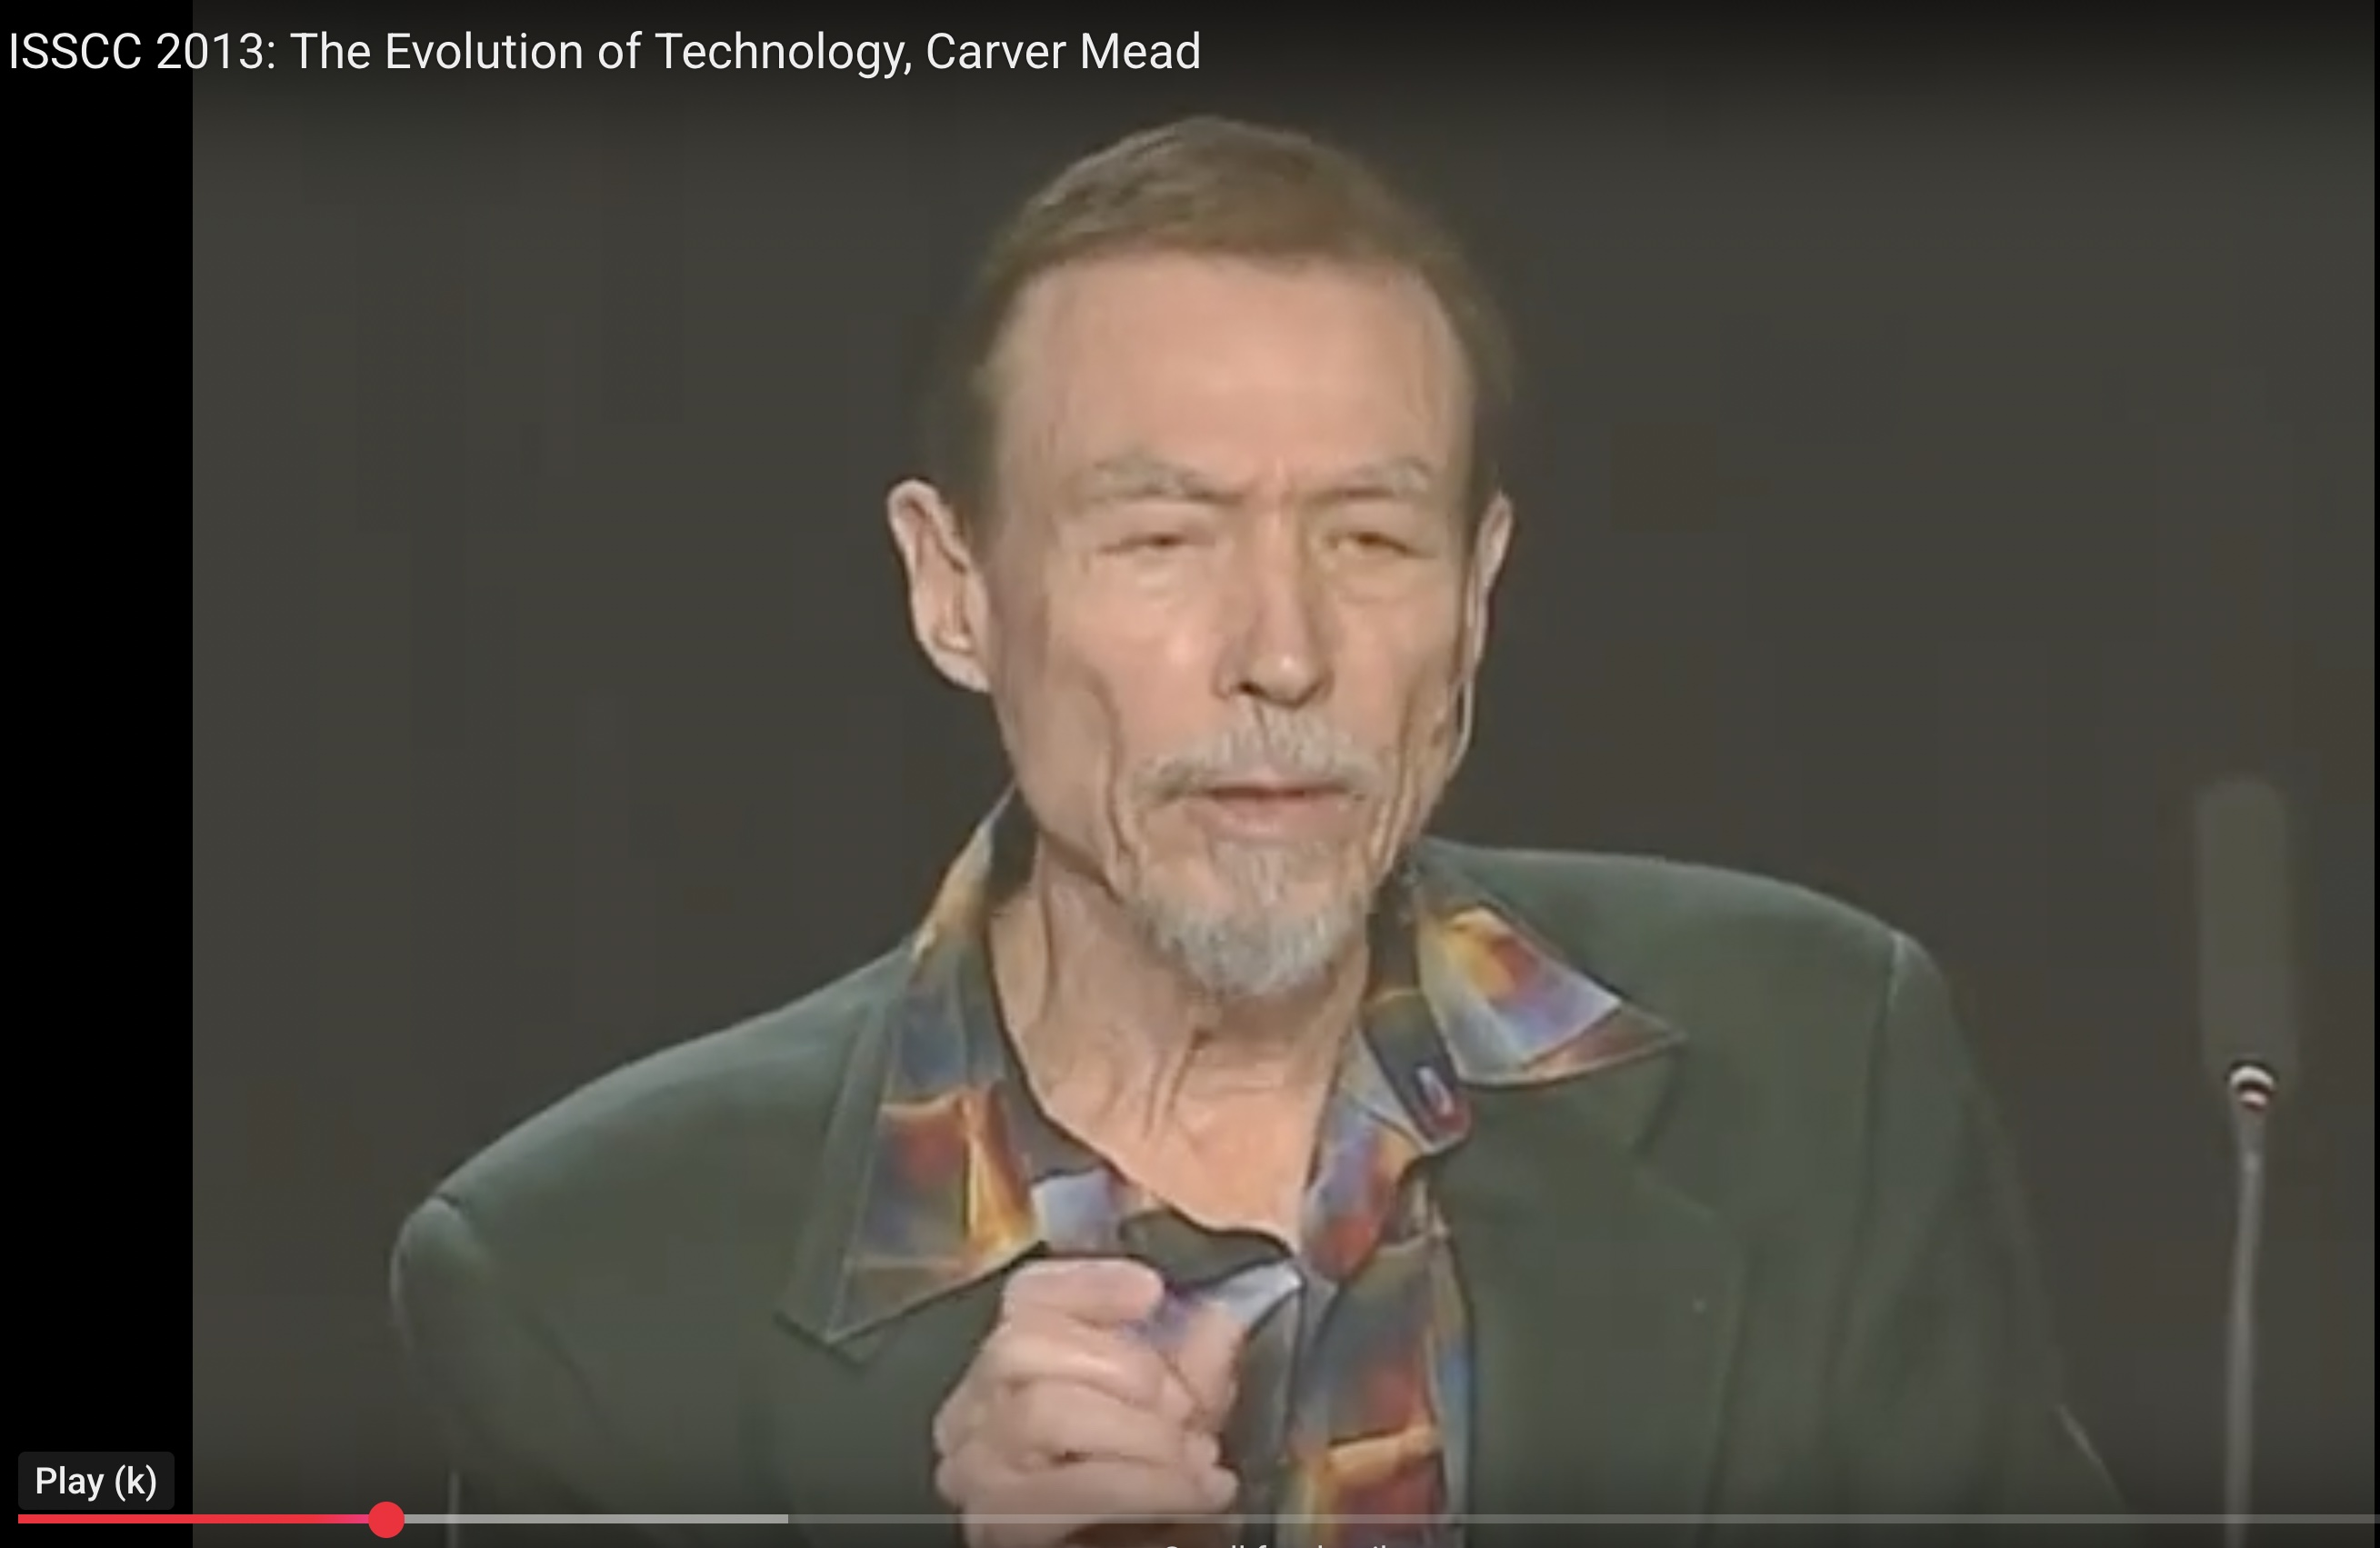 ISSCC 2013: The Evolution of Technology, Carver Mead
Play (k)